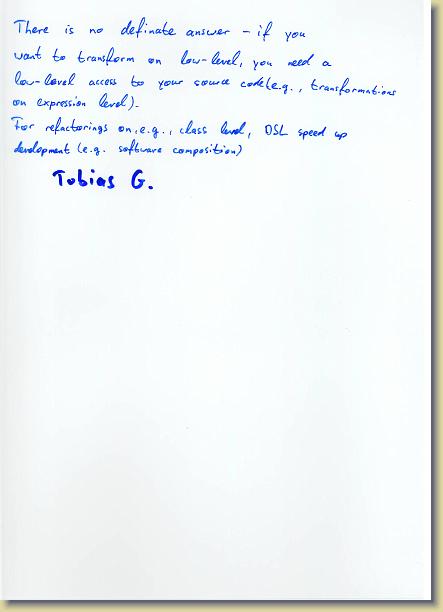 There is no definate answer - if you
want to transform on low-level, you need a
low-level access to your source code (e.g., transformations
on expression level).
For refactorings on, e.g., class level, DSL speed up
development (e.g. software composition)
Tobias G.